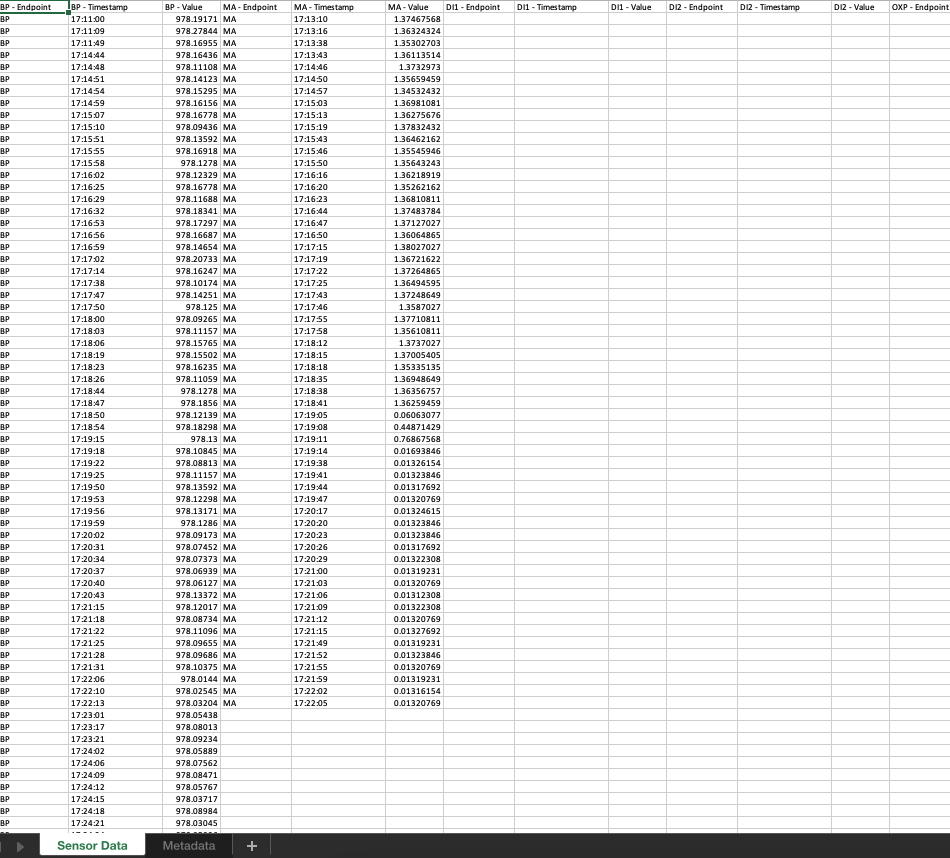 BP - Endpoint BP - Timestamp BP - Value MA - Endpoint MA - Timestamp MA - Value DI1 - Endpoint DI1 - Timestamp DI1 - Value DI2 - Endpoint DI2 - Timestamp DI2 - Value OXP - Endpoint
BP 17:11:00 978.19171 MA 17:13:10 1.37467568
BP 17:11:09 978.27844 MA 17:13:16 1.36324324
BP 17:11:49 978.16955 MA 17:13:38 1.35302703
BP 17:14:44 978.16436 MA 17:13:43 1.36113514
BP 17:14:48 978.11108 MA 17:14:46 1.3732973
BP 17:14:51 978.14123 MA 17:14:50 1.35659459
BP 17:14:54 978.15295 MA 17:14:57 1.34532432
BP 17:14:59 978.16156 MA 17:15:03 1.36981081
BP 17:15:07 978.16778 MA 17:15:13 1.36275676
BP 17:15:10 978.09436 MA 17:15:19 1.37832432
BP 17:15:51 978.13592 MA 17:15:43 1.36462162
BP 17:15:55 978.16918 MA 17:15:46 1.35545946
BP 17:15:58 978.1278 MA 17:15:50 1.35643243
BP 17:16:02 978.12329 MA 17:16:16 1.36218919
BP 17:16:25 978.16778 MA 17:16:20 1.35262162
BP 17:16:29 978.11688 MA 17:16:23 1.36810811
BP 17:16:32 978.18341 MA 17:16:44 1.37483784
BP 17:16:53 978.17297 MA 17:16:47 1.37127027
BP 17:16:56 978.16687 MA 17:16:50 1.36064865
BP 17:16:59 978.14654 MA 17:17:15 1.38027027
BP 17:17:02 978.20733 MA 17:17:19 1.36721622
BP 17:17:14 978.16247 MA 17:17:22 1.37264865
BP 17:17:38 978.10174 MA 17:17:25 1.36494595
BP 17:17:47 978.14251 MA 17:17:43 1.37248649
BP 17:17:50 978.125 MA 17:17:46 1.3587027
BP 17:18:00 978.09265 MA 17:17:55 1.37710811
BP 17:18:03 978.11157 MA 17:17:58 1.35610811
BP 17:18:06 978.15765 MA 17:18:12 1.3737027
BP 17:18:19 978.15502 MA 17:18:15 1.37005405
BP 17:18:23 978.16235 MA 17:18:18 1.35335135
BP 17:18:26 978.11059 MA 17:18:35 1.36948649
BP 17:18:44 978.1278 MA 17:18:38 1.36356757
BP 17:18:47 978.1856 MA 17:18:41 1.36259459
BP 17:18:50 978.12139 MA 17:19:05 0.06063077
BP 17:18:54 978.18298 MA 17:19:08 0.44871429
BP 17:19:15 978.13 MA 17:19:11 0.76867568
BP 17:19:18 978.10845 MA 17:19:14 0.01693846
BP 17:19:22 978.08813 MA 17:19:38 0.01326154
BP 17:19:25 978.11157 MA 17:19:41 0.01323846
BP 17:19:50 978.13592 MA 17:19:44 0.01317692
BP 17:19:53 978.12298 MA 17:19:47 0.01320769
BP 17:19:56 978.13171 MA 17:20:17 0.01324615
BP 17:19:59 978.1286 MA 17:20:20 0.01323846
BP 17:20:02 978.09173 MA 17:20:23 0.01323846
BP 17:20:31 978.07452 MA 17:20:26 0.01317692
BP 17:20:34 978.07373 MA 17:20:29 0.01322308
BP 17:20:37 978.06939 MA 17:21:00 0.01319231
BP 17:20:40 978.06127 MA 17:21:03 0.01320769
BP 17:20:43 978.13372 MA 17:21:06 0.01312308
BP 17:21:15 978.12017 MA 17:21:09 0.01322308
BP 17:21:18 978.08734 MA 17:21:12 0.01320769
BP 17:21:22 978.11096 MA 17:21:15 0.01327692
BP 17:21:25 978.09655 MA 17:21:49 0.01319231
BP 17:21:28 978.09686 MA 17:21:52 0.01323846
BP 17:21:31 978.10375 MA 17:21:55 0.01320769
BP 17:22:06 978.0144 MA 17:21:59 0.01319231
BP 17:22:10 978.02545 MA 17:22:02 0.01316154
BP 17:22:13 978.03204 MA 17:22:05 0.01320769
BP 17:23:01 978.05438
BP 17:23:17 978.08013
BP 17:23:21 978.09234
BP 17:24:02 978.05889
BP 17:24:06 978.07562
BP 17:24:09 978.08471
BP 17:24:12 978.05767
BP 17:24:15 978.03717
BP 17:24:18 978.08984
BP 17:24:21 978.03045
Sensor Data Metadata +